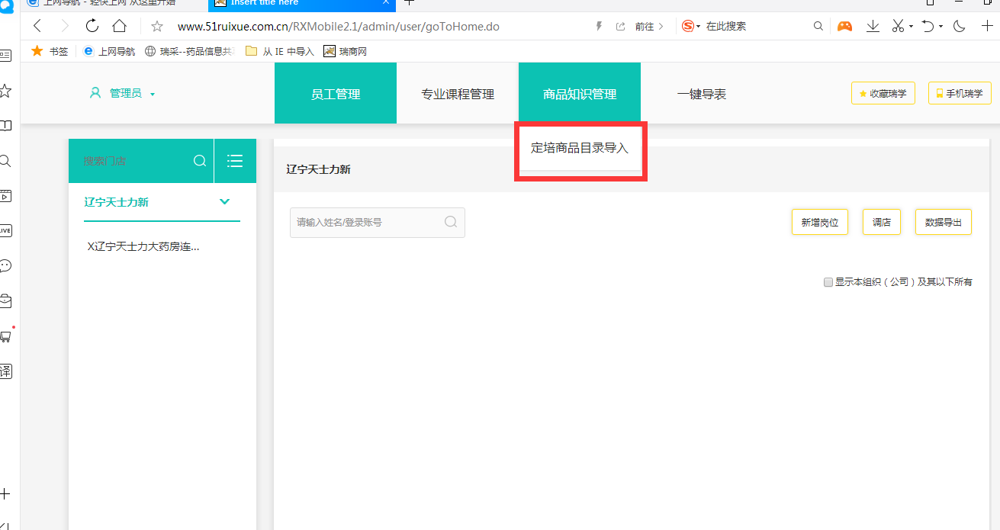 上网导航 - 轻快上网 从这里开始
Insert title here
www.51ruixue.com.cn/RXMobile2.1/admin/user/goToHome.do
前往
在此搜索
书签
上网导航
瑞采--药品信息共
从 IE 中导入
瑞商网
管理员
员工管理
专业课程管理
商品知识管理
一键导表
收藏瑞学
手机瑞学
定培商品目录导入
搜索门店
辽宁天士力新
辽宁天士力新
请输入姓名/登录账号
新增岗位
调店
数据导出
X辽宁天士力大药房连...
显示本组织（公司）及其以下所有
LIVE
译